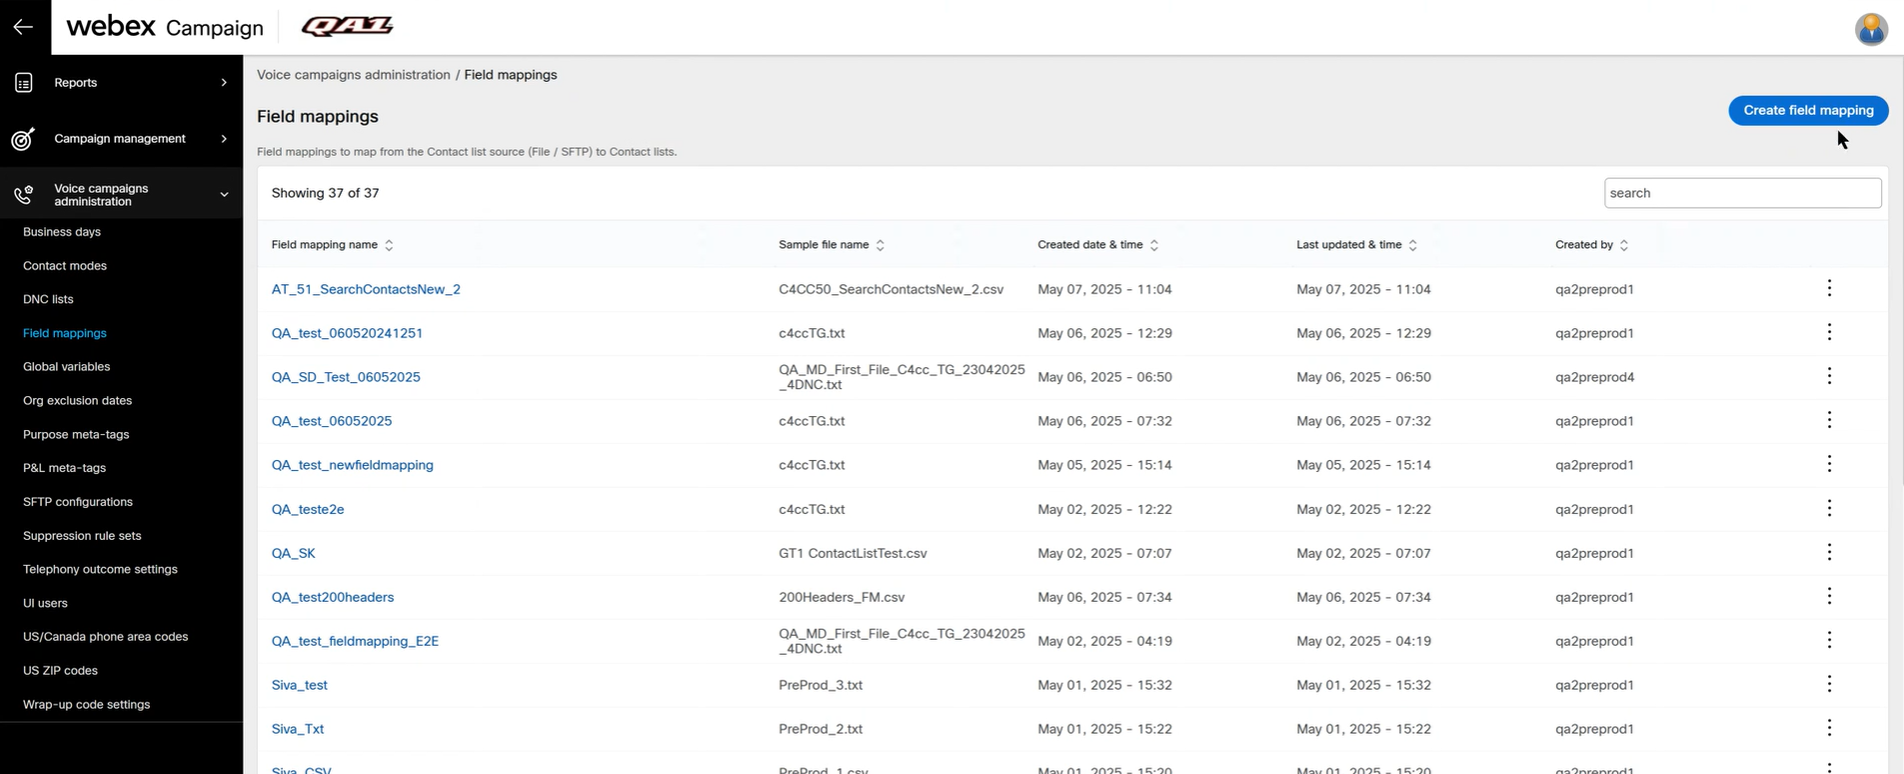 webex Campaign
QA1
Reports
Campaign management
Voice campaigns
administration
Business days
Contact modes
DNC lists
Field mappings
Global variables
Org exclusion dates
Purpose meta-tags
P&L meta-tags
SFTP configurations
Suppression rule sets
Telephony outcome settings
UI users
US/Canada phone area codes
US ZIP codes
Wrap-up code settings
Voice campaigns administration / Field mappings
Field mappings
Create field mapping
Field mappings to map from the Contact list source (File / SFTP) to Contact lists.
Showing 37 of 37
search
Field mapping name Sample file name Created date & time Last updated & time Created by
AT_51_SearchContactsNew_2 C4CC50_SearchContactsNew_2.csv May 07, 2025 - 11:04 May 07, 2025 - 11:04 qa2preprod1
QA_test_060520241251 c4ccTG.txt May 06, 2025 - 12:29 May 06, 2025 - 12:29 qa2preprod1
QA_SD_Test_06052025 QA_MD_First_File_C4cc_TG_23042025
_4DNC.txt May 06, 2025 - 06:50 May 06, 2025 - 06:50 qa2preprod4
QA_test_06052025 c4ccTG.txt May 06, 2025 - 07:32 May 06, 2025 - 07:32 qa2preprod1
QA_test_newfieldmapping c4ccTG.txt May 05, 2025 - 15:14 May 05, 2025 - 15:14 qa2preprod1
QA_teste2e c4ccTG.txt May 02, 2025 - 12:22 May 02, 2025 - 12:22 qa2preprod1
QA_SK GT1 ContactListTest.csv May 02, 2025 - 07:07 May 02, 2025 - 07:07 qa2preprod1
QA_test200headers 200Headers_FM.csv May 06, 2025 - 07:34 May 06, 2025 - 07:34 qa2preprod1
QA_test_fieldmapping_E2E QA_MD_First_File_C4cc_TG_23042025
_4DNC.txt May 02, 2025 - 04:19 May 02, 2025 - 04:19 qa2preprod1
Siva_test PreProd_3.txt May 01, 2025 - 15:32 May 01, 2025 - 15:32 qa2preprod1
Siva_Txt PreProd_2.txt May 01, 2025 - 15:22 May 01, 2025 - 15:22 qa2preprod1
Siva_CSV PreProd_1.csv May 01, 2025 - 15:20 May 01, 2025 - 15:20 qa2preprod1